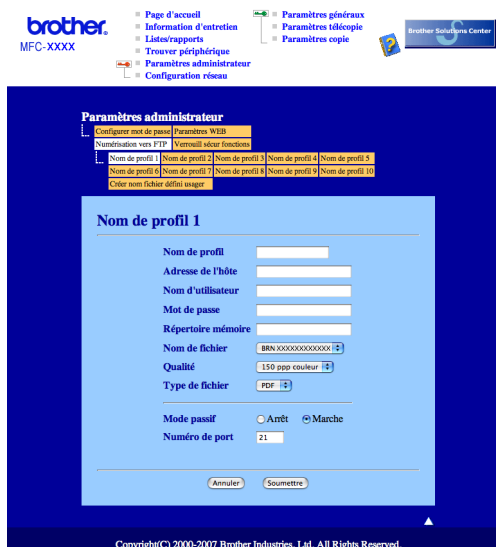 brother.
MFC-XXXX
Page d'accueil
Information d'entretien
Listes/rapports
Trouver périphérique
Paramètres administrateur
Configuration réseau
Paramètres généraux
Paramètres télécopie
Paramètres copie
Brother Solutions Center
Paramètres administrateur
Configurer mot de passe Paramètres WEB
Numérisation vers FTP Verrouill sécur fonctions
Nom de profil 1 Nom de profil 2 Nom de profil 3 Nom de profil 4 Nom de profil 5
Nom de profil 6 Nom de profil 7 Nom de profil 8 Nom de profil 9 Nom de profil 10
Créer nom fichier défini usager
Nom de profil 1
Nom de profil
Adresse de l'hôte
Nom d'utilisateur
Mot de passe
Répertoire mémoire
Nom de fichier BRNXXXXXXXXXXXX
Qualité 150 ppp couleur
Type de fichier PDF
Mode passif Arrêt Marche
Numéro de port 21
Annuler Soumettre
Copyright(C) 2000-2007 Brother Industries, Ltd. All Rights Reserved.